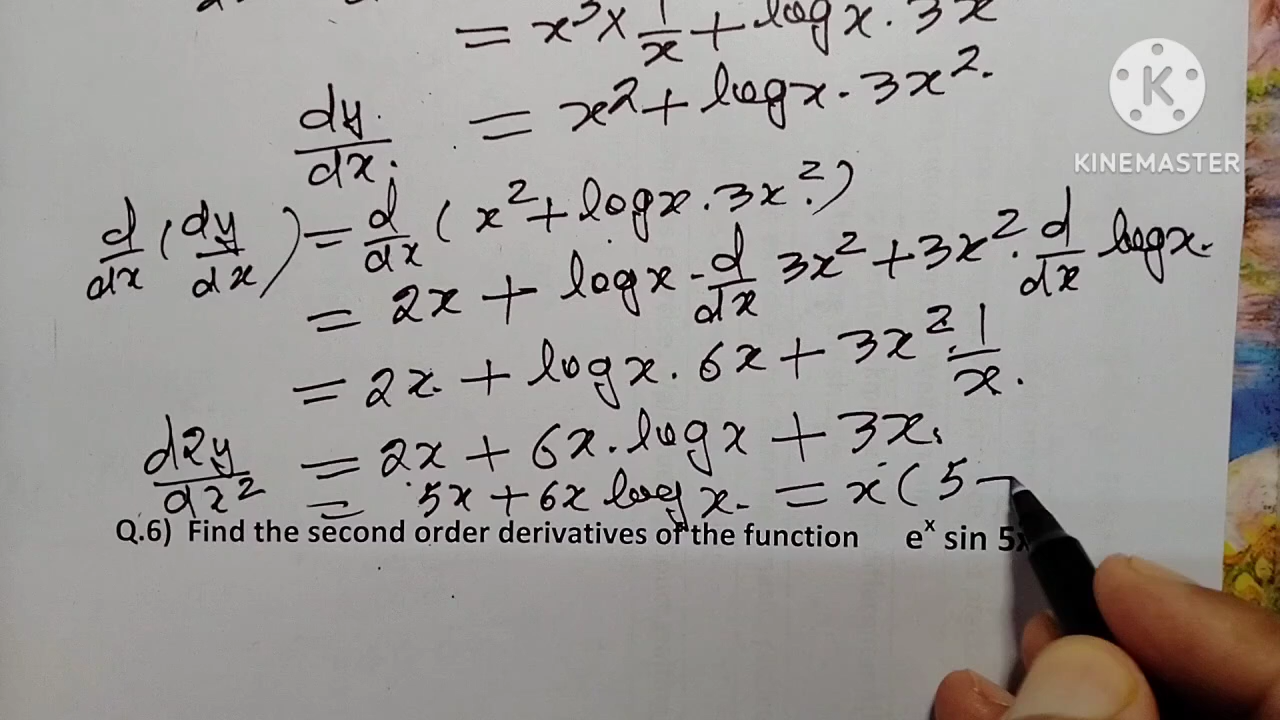 = x³ × 1/x + log x . 3x
dy/dx = x² + log x . 3x².
K
KINEMASTER
d/dx (dy/dx) = d/dx (x² + log x . 3x².)
= 2x + log x - d/dx 3x² + 3x² . d/dx log x.
= 2x + log x . 6x + 3x² . 1/x .
d2y/dx² = 2x + 6x . log x + 3x.
= 5x + 6x log x. = x ( 5
Q.6) Find the second order derivatives of the function e^x sin 5x